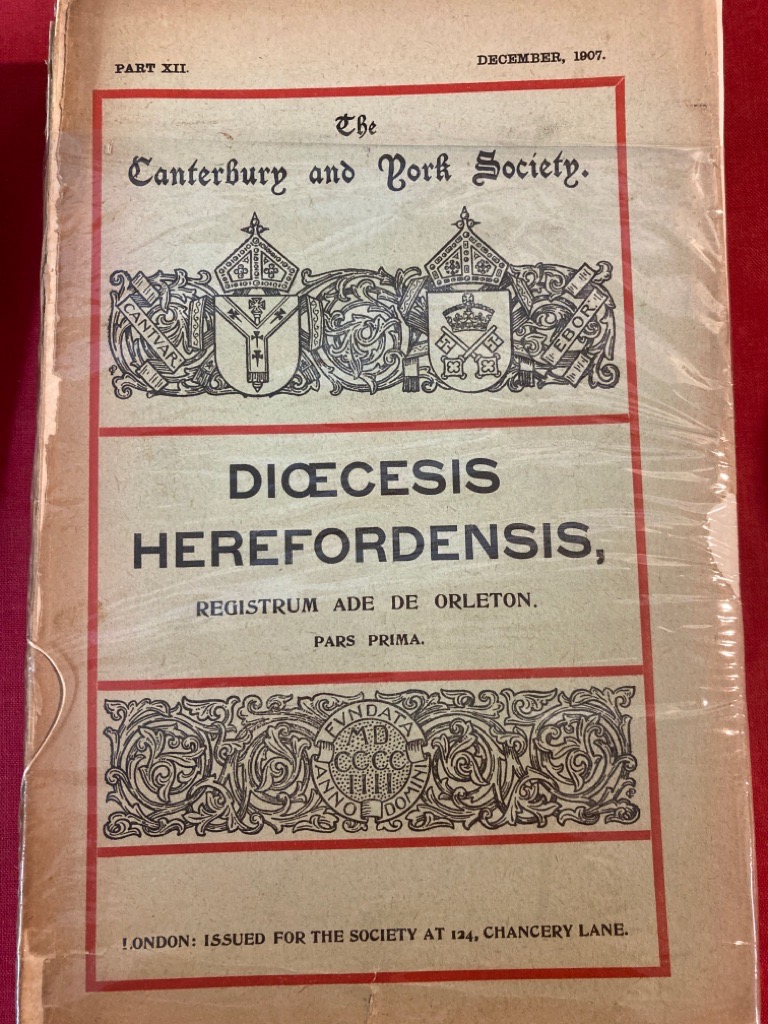 PART XII.
DECEMBER, 1907.
The
Canterbury and York Society.
CANTVAR
EBOR
DIŒCESIS
HEREFORDENSIS,
REGISTRUM ADE DE ORLETON.
PARS PRIMA.
FVNDATA
MD
CCCC
IIII
ANNO DOMINI
LONDON: ISSUED FOR THE SOCIETY AT 124, CHANCERY LANE.